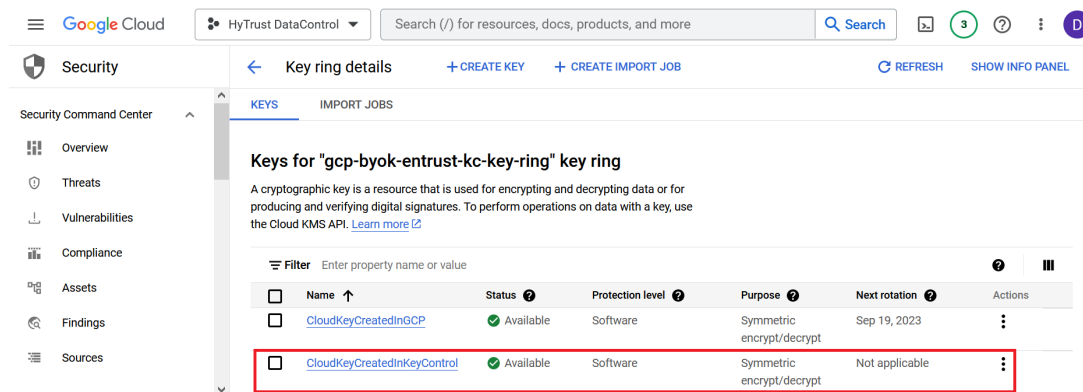 Google Cloud
HyTrust DataControl
Search (/) for resources, docs, products, and more
Search
3
D
Security
Key ring details
CREATE KEY
CREATE IMPORT JOB
REFRESH
SHOW INFO PANEL
Security Command Center
KEYS
IMPORT JOBS
Overview
Threats
Vulnerabilities
Compliance
Assets
Findings
Sources
Keys for "gcp-byok-entrust-kc-key-ring" key ring
A cryptographic key is a resource that is used for encrypting and decrypting data or for
producing and verifying digital signatures. To perform operations on data with a key, use
the Cloud KMS API. Learn more
Filter Enter property name or value
Name Status Protection level Purpose Next rotation Actions
CloudKeyCreatedInGCP Available Software Symmetric Sep 19, 2023
encrypt/decrypt
CloudKeyCreatedInKeyControl Available Software Symmetric Not applicable
encrypt/decrypt